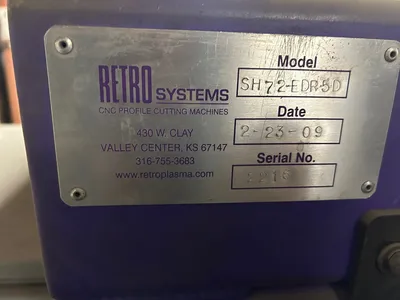 RETRO SYSTEMS
CNC PROFILE CUTTING MACHINES
430 W. CLAY
VALLEY CENTER, KS 67147
316-755-3683
www.retroplasma.com
Model
SH72-EDR5D
Date
2-23-09
Serial No.